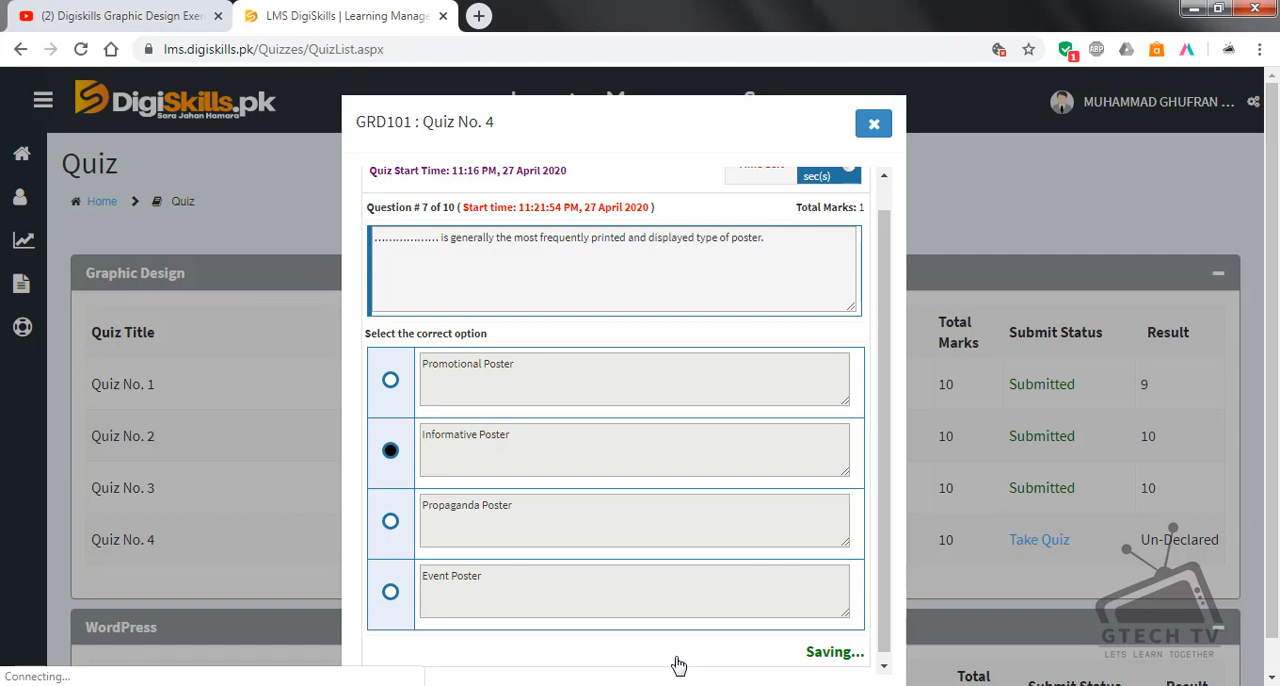 (2) Digiskills Graphic Design Exer
LMS DigiSkills | Learning Manage
lms.digiskills.pk/Quizzes/QuizList.aspx
1
ABP
a
DigiSkills.pk
Sara Jahan Hamara
MUHAMMAD GHUFRAN ...
GRD101 : Quiz No. 4
Quiz
Home
Quiz
Quiz Start Time: 11:16 PM, 27 April 2020
sec(s)
Question # 7 of 10 ( Start time: 11:21:54 PM, 27 April 2020 )
Total Marks: 1
.................. is generally the most frequently printed and displayed type of poster.
Select the correct option
Promotional Poster
Informative Poster
Propaganda Poster
Event Poster
Saving...
Graphic Design
Quiz Title
Total Marks
Submit Status
Result
Quiz No. 1
10
Submitted
9
Quiz No. 2
10
Submitted
10
Quiz No. 3
10
Submitted
10
Quiz No. 4
10
Take Quiz
Un-Declared
WordPress
GTECH TV
LETS LEARN TOGETHER
Total
Submit Status
Result
Connecting...